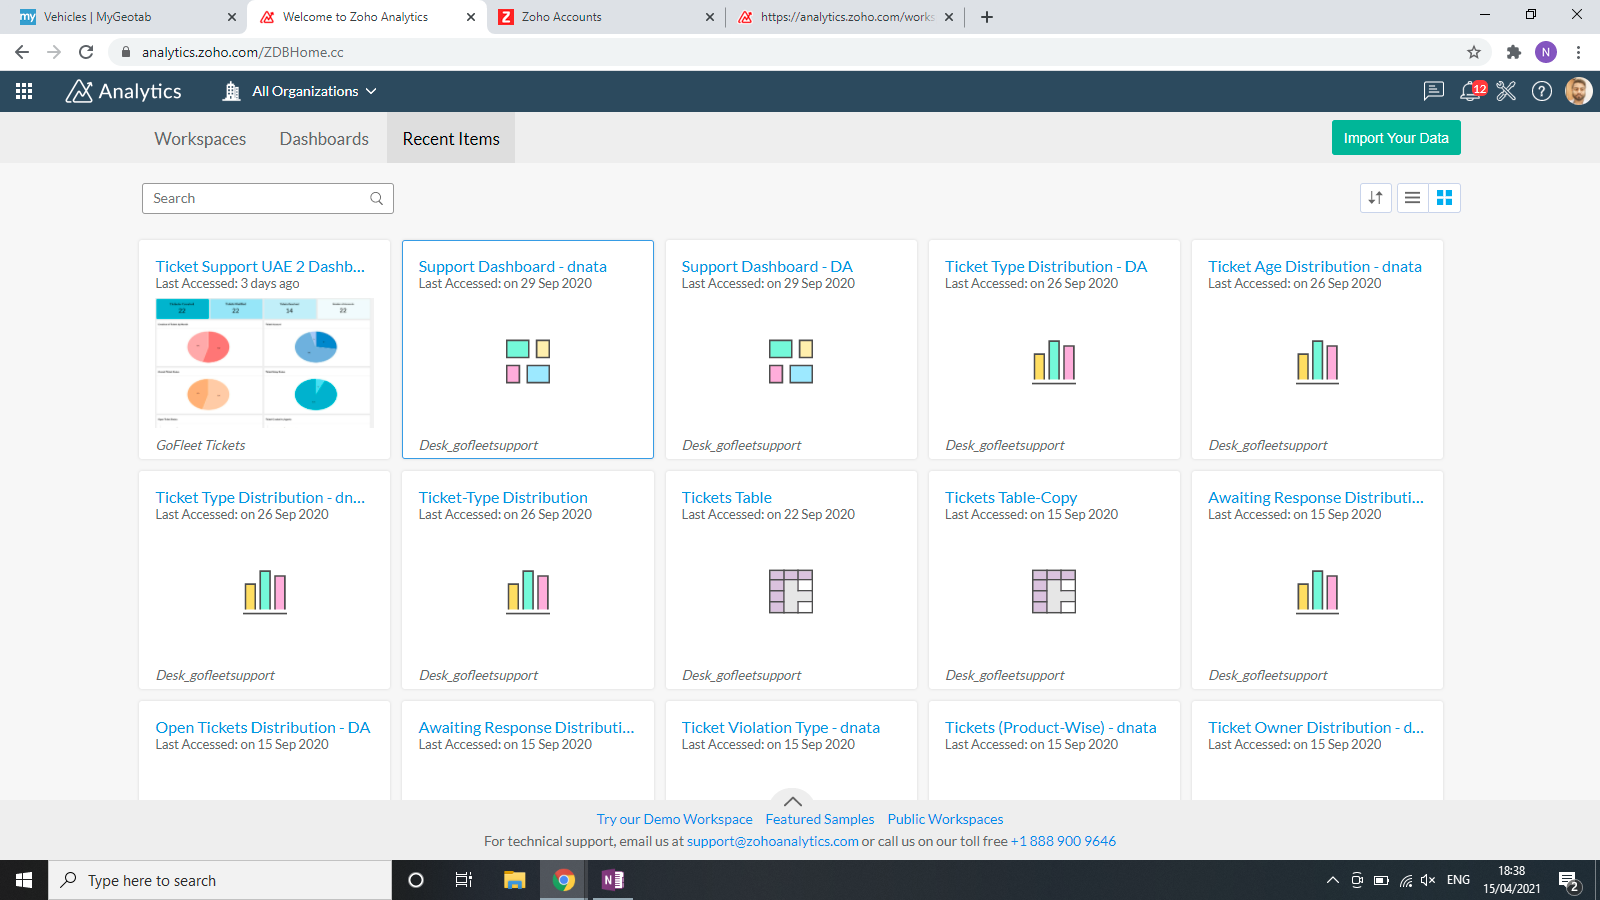 Vehicles | MyGeotab
Welcome to Zoho Analytics
Zoho Accounts
https://analytics.zoho.com/works
analytics.zoho.com/ZDBHome.cc
N
Analytics
All Organizations
12
Workspaces
Dashboards
Recent Items
Import Your Data
Search
Ticket Support UAE 2 Dashb...
Last Accessed: 3 days ago
22
22
14
22
GoFleet Tickets
Support Dashboard - dnata
Last Accessed: on 29 Sep 2020
Desk_gofleetsupport
Support Dashboard - DA
Last Accessed: on 29 Sep 2020
Desk_gofleetsupport
Ticket Type Distribution - DA
Last Accessed: on 26 Sep 2020
Desk_gofleetsupport
Ticket Age Distribution - dnata
Last Accessed: on 26 Sep 2020
Desk_gofleetsupport
Ticket Type Distribution - dn...
Last Accessed: on 26 Sep 2020
Desk_gofleetsupport
Ticket-Type Distribution
Last Accessed: on 26 Sep 2020
Desk_gofleetsupport
Tickets Table
Last Accessed: on 22 Sep 2020
Desk_gofleetsupport
Tickets Table-Copy
Last Accessed: on 15 Sep 2020
Desk_gofleetsupport
Awaiting Response Distributi...
Last Accessed: on 15 Sep 2020
Desk_gofleetsupport
Open Tickets Distribution - DA
Last Accessed: on 15 Sep 2020
Awaiting Response Distributi...
Last Accessed: on 15 Sep 2020
Ticket Violation Type - dnata
Last Accessed: on 15 Sep 2020
Tickets (Product-Wise) - dnata
Last Accessed: on 15 Sep 2020
Ticket Owner Distribution - d...
Last Accessed: on 15 Sep 2020
Try our Demo Workspace Featured Samples Public Workspaces
For technical support, email us at support@zohoanalytics.com or call us on our toll free +1 888 900 9646
Type here to search
ENG
18:38
15/04/2021
2